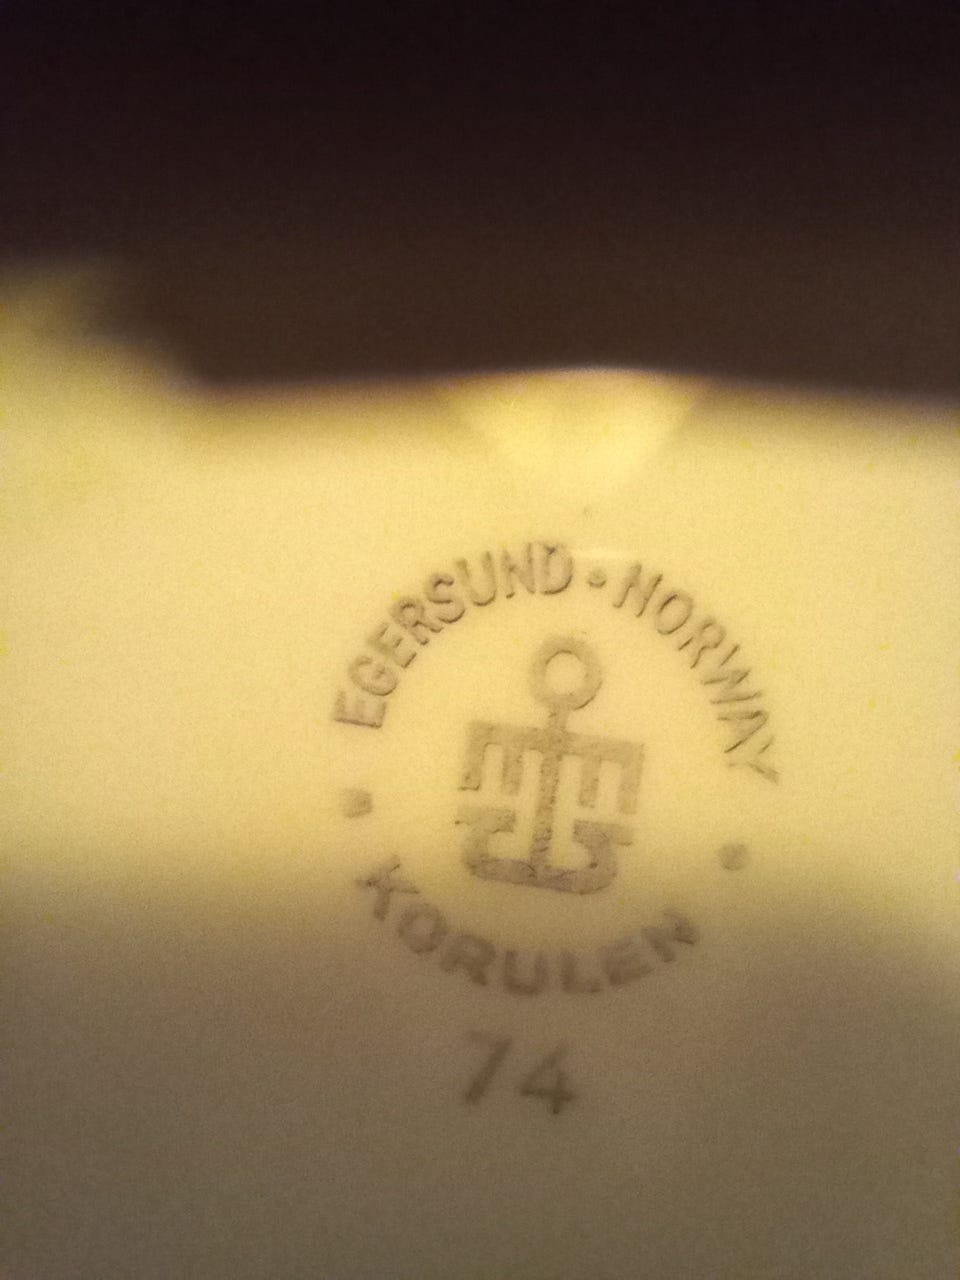 EGERSUND • NORWAY
KORULEN
74